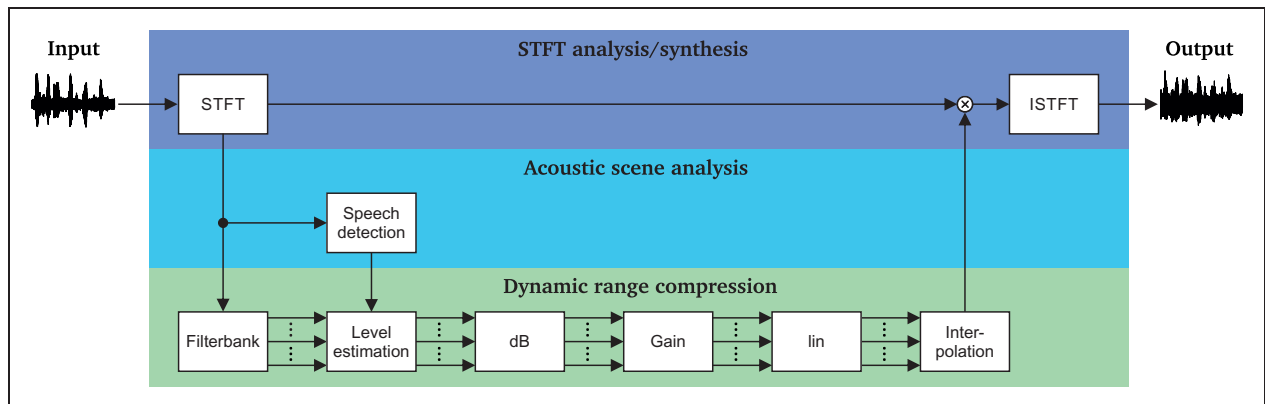 Input
STFT analysis/synthesis
Output
STFT
×
ISTFT
Acoustic scene analysis
Speech
detection
Dynamic range compression
Filterbank
Level
estimation
dB
Gain
lin
Inter-
polation